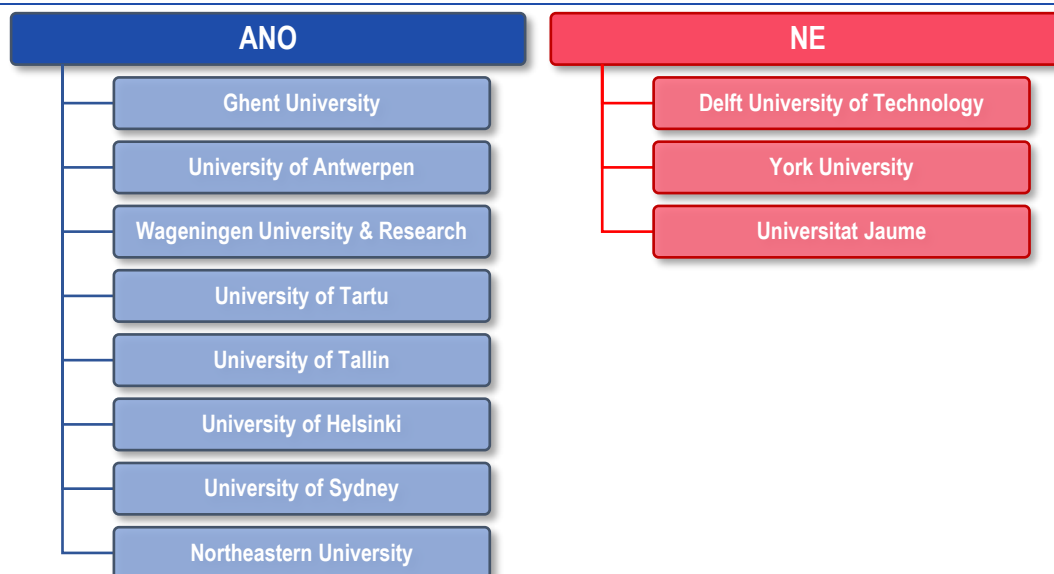 ANO
Ghent University
University of Antwerpen
Wageningen University & Research
University of Tartu
University of Tallin
University of Helsinki
University of Sydney
Northeastern University
NE
Delft University of Technology
York University
Universitat Jaume